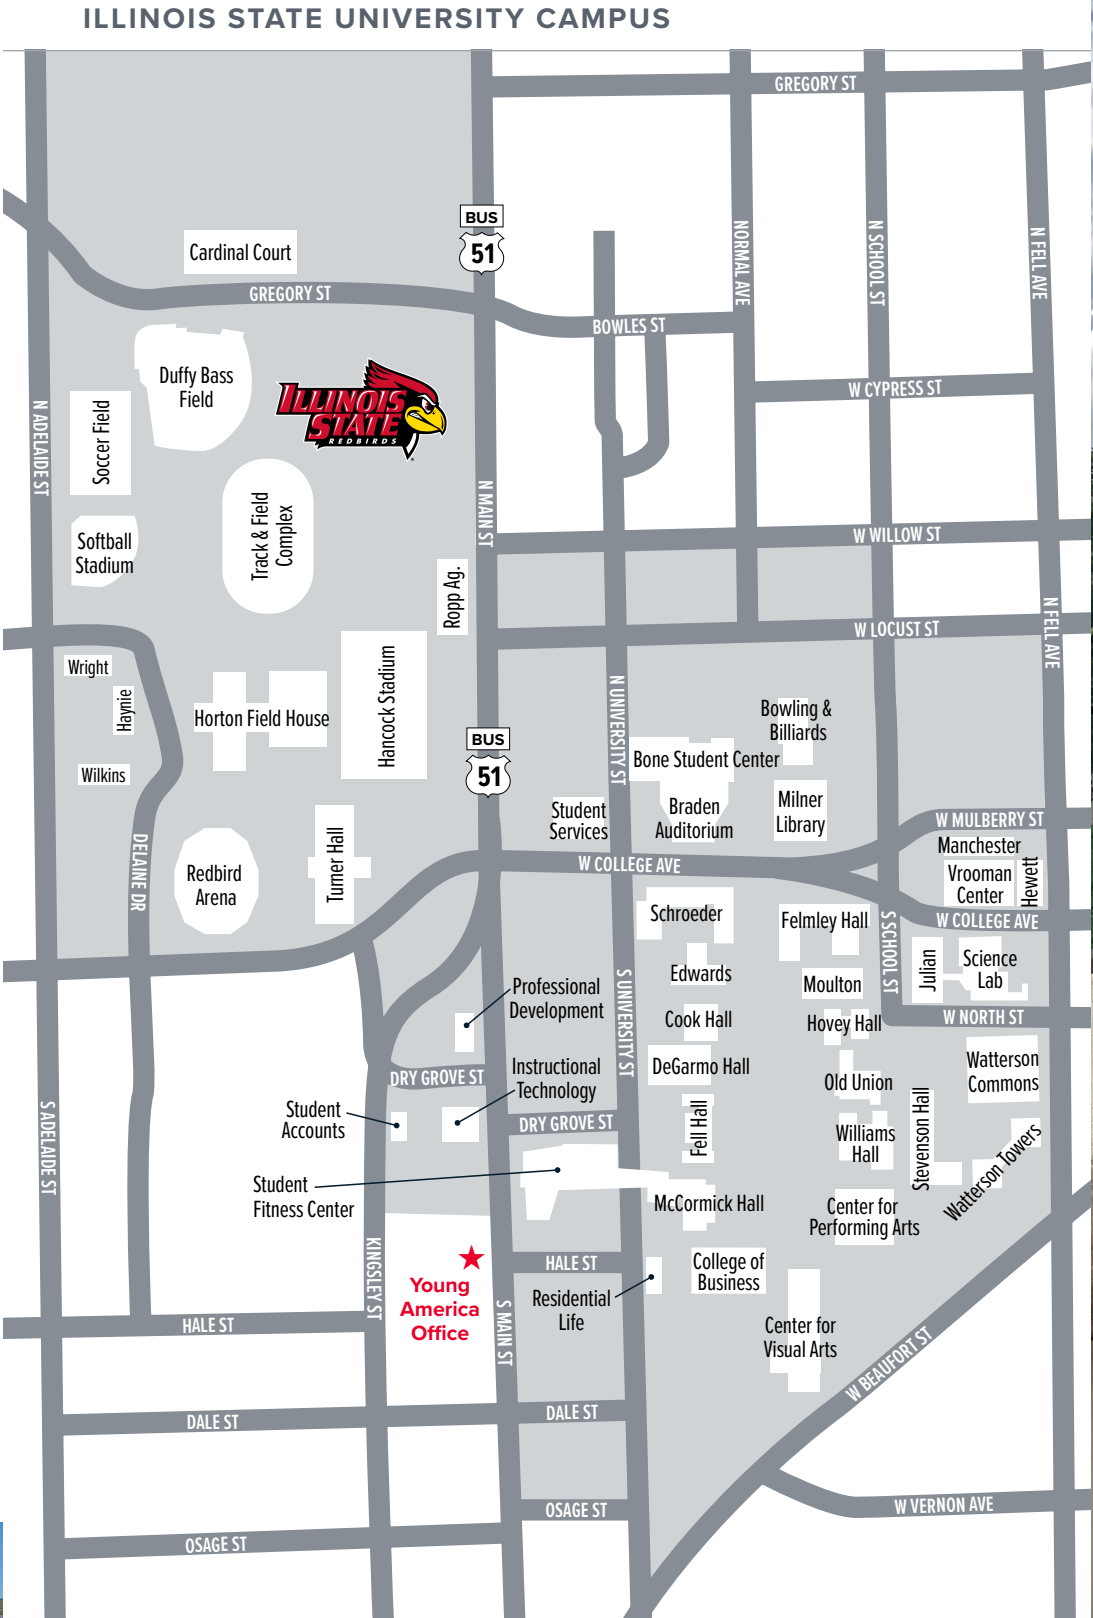 ILLINOIS STATE UNIVERSITY CAMPUS
GREGORY ST
BUS
51
Cardinal Court
GREGORY ST
NORMAL AVE
N SCHOOL ST
N FELL AVE
BOWLES ST
W CYPRESS ST
Duffy Bass
Field
ILLINOIS
STATE
REDBIRDS
N ADELAIDE ST
Soccer Field
Track & Field
Complex
N MAIN ST
Softball
Stadium
W WILLOW ST
Ropp Ag.
W LOCUST ST
N FELL AVE
Wright
Haynie
Wilkins
Horton Field House
Hancock Stadium
N UNIVERSITY ST
Bowling &
Billiards
Bone Student Center
BUS
51
Student
Services
Braden
Auditorium
Milner
Library
W MULBERRY ST
Manchester
Vrooman
Center
Hewett
DELAINE DR
Redbird
Arena
Turner Hall
W COLLEGE AVE
W COLLEGE AVE
Schroeder
Felmley Hall
S SCHOOL ST
Julian
Science
Lab
Edwards
Moulton
Professional
Development
S UNIVERSITY ST
Cook Hall
Hovey Hall
W NORTH ST
DRY GROVE ST
Instructional
Technology
DeGarmo Hall
Old Union
Watterson
Commons
Student
Accounts
DRY GROVE ST
Fell Hall
Williams
Hall
Stevenson Hall
Watterson Towers
S ADELAIDE ST
Student
Fitness Center
McCormick Hall
Center for
Performing Arts
KINGSLEY ST
Young
America
Office
HALE ST
Residential
Life
College of
Business
S MAIN ST
HALE ST
Center for
Visual Arts
W BEAUFORT ST
DALE ST
DALE ST
OSAGE ST
W VERNON AVE
OSAGE ST